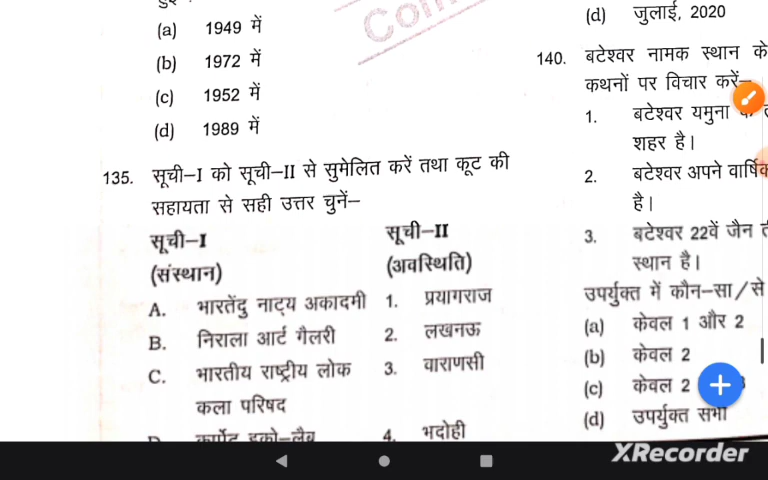 (a) 1949 में
(b) 1972 में
(c) 1952 में
(d) 1989 में
135. सूची–I को सूची–II से सुमेलित करें तथा कूट की
सहायता से सही उत्तर चुनें–
सूची–I सूची–II
(संस्थान) (अवस्थिति)
A. भारतेंदु नाट्य अकादमी 1. प्रयागराज
B. निराला आर्ट गैलरी 2. लखनऊ
C. भारतीय राष्ट्रीय लोक 3. वाराणसी
कला परिषद
4. भदोही
(d) जुलाई, 2020
140. बटेश्वर नामक स्थान के
कथनों पर विचार करें–
1. बटेश्वर यमुना
शहर है।
2. बटेश्वर अपने
है।
3. बटेश्वर 22वें जैन
स्थान है।
उपर्युक्त में कौन–सा/से
(a) केवल 1 और 2
(b) केवल 2
(c) केवल 2
(d) उपर्युक्त सभी
XRecorder